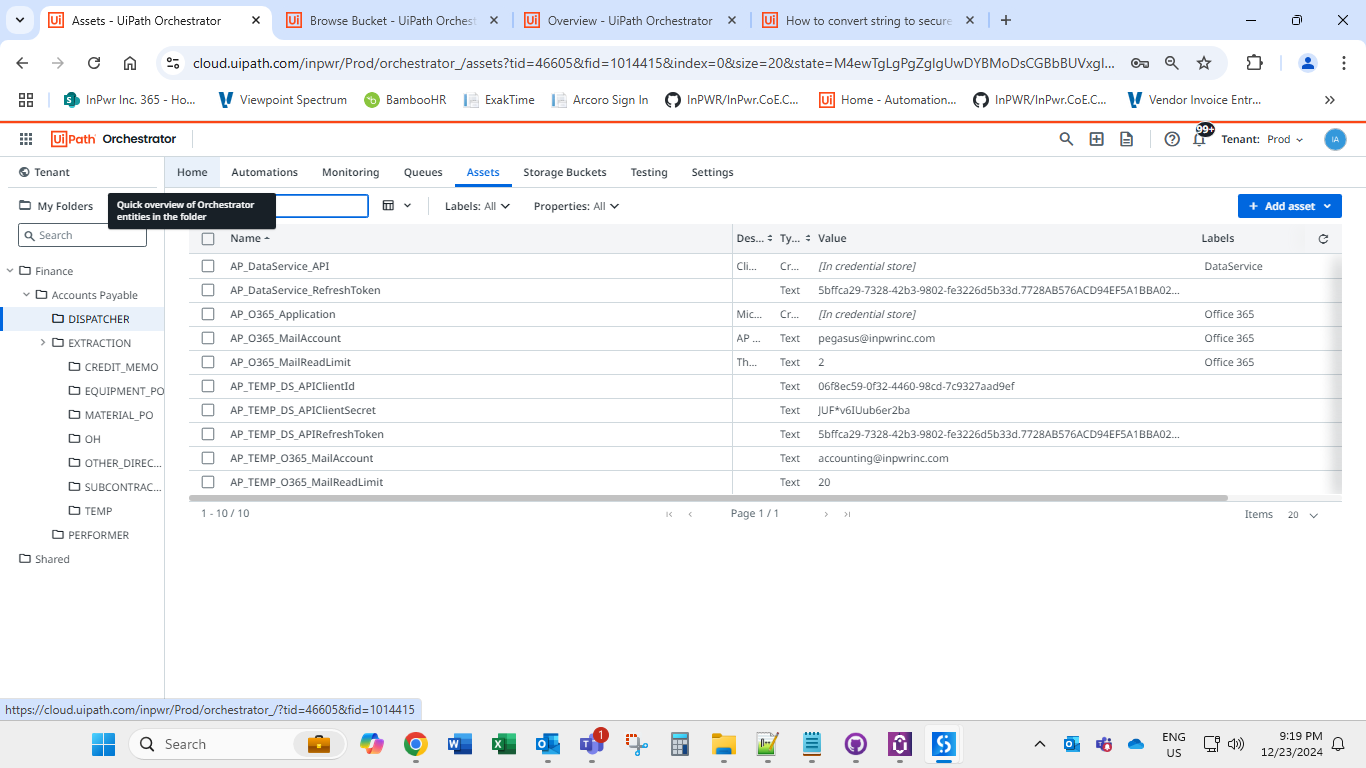 Assets - UiPath Orchestrator
Browse Bucket - UiPath Orchest
Overview - UiPath Orchestrator
How to convert string to secure
cloud.uipath.com/inpwr/Prod/orchestrator_/assets?tid=46605&fid=1014415&index=0&size=20&state=M4ewTgLgPgZglgUwDYBMoDsCGBbBUVxgI...
InPwr Inc. 365 - Ho...
Viewpoint Spectrum
BambooHR
ExakTime
Arcoro Sign In
InPWR/InPwr.CoE.C...
Home - Automation...
InPWR/InPwr.CoE.C...
Vendor Invoice Entr...
UiPath Orchestrator
99+
Tenant: Prod
IA
Tenant
Home
Automations
Monitoring
Queues
Assets
Storage Buckets
Testing
Settings
My Folders
Quick overview of Orchestrator
entities in the folder
Labels: All
Properties: All
Add asset
Search
Name
Des...
Ty...
Value
Labels
AP_DataService_API Cli... Cr... [In credential store] DataService
AP_DataService_RefreshToken Text 5bffca29-7328-42b3-9802-fe3226d5b33d.7728AB576ACD94EF5A1BBA02...
AP_O365_Application Mic... Cr... [In credential store] Office 365
AP_O365_MailAccount AP ... Text pegasus@inpwrinc.com Office 365
AP_O365_MailReadLimit Th... Text 2 Office 365
AP_TEMP_DS_APIClientId Text 06f8ec59-0f32-4460-98cd-7c9327aad9ef
AP_TEMP_DS_APIClientSecret Text JUF*v6IUub6er2ba
AP_TEMP_DS_APIRefreshToken Text 5bffca29-7328-42b3-9802-fe3226d5b33d.7728AB576ACD94EF5A1BBA02...
AP_TEMP_O365_MailAccount Text accounting@inpwrinc.com
AP_TEMP_O365_MailReadLimit Text 20
1 - 10 / 10
Page 1 / 1
Items 20
Finance
Accounts Payable
DISPATCHER
EXTRACTION
CREDIT_MEMO
EQUIPMENT_PO
MATERIAL_PO
OH
OTHER_DIREC...
SUBCONTRAC...
TEMP
PERFORMER
Shared
https://cloud.uipath.com/inpwr/Prod/orchestrator_/?tid=46605&fid=1014415
Search
1
ENG
US
9:19 PM
12/23/2024